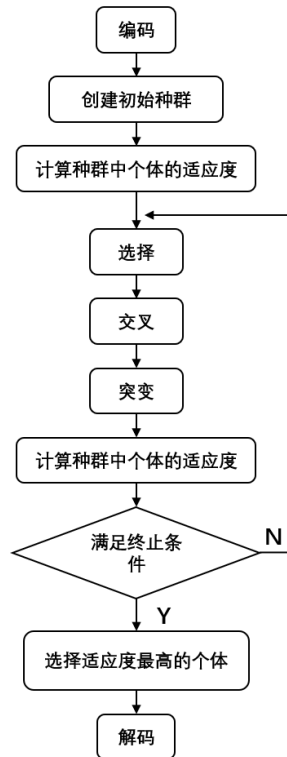 编码
创建初始种群
计算种群中个体的适应度
选择
交叉
突变
计算种群中个体的适应度
满足终止条
件
N
Y
选择适应度最高的个体
解码